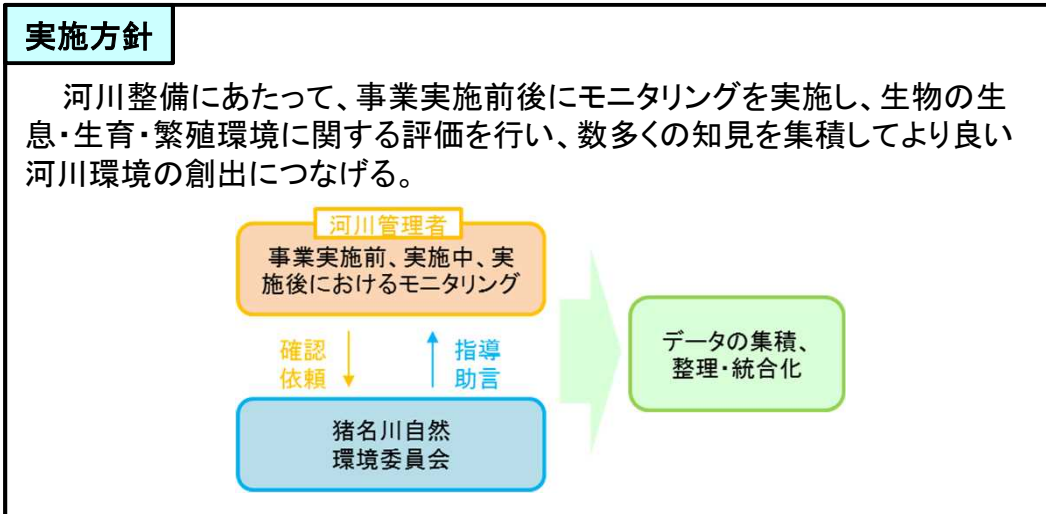 実施方針
河川整備にあたって、事業実施前後にモニタリングを実施し、生物の生
息・生育・繁殖環境に関する評価を行い、数多くの知見を集積してより良い
河川環境の創出につなげる。
河川管理者
事業実施前、実施中、実
施後におけるモニタリング
確認
依頼
指導
助言
データの集積、
整理・統合化
猪名川自然
環境委員会